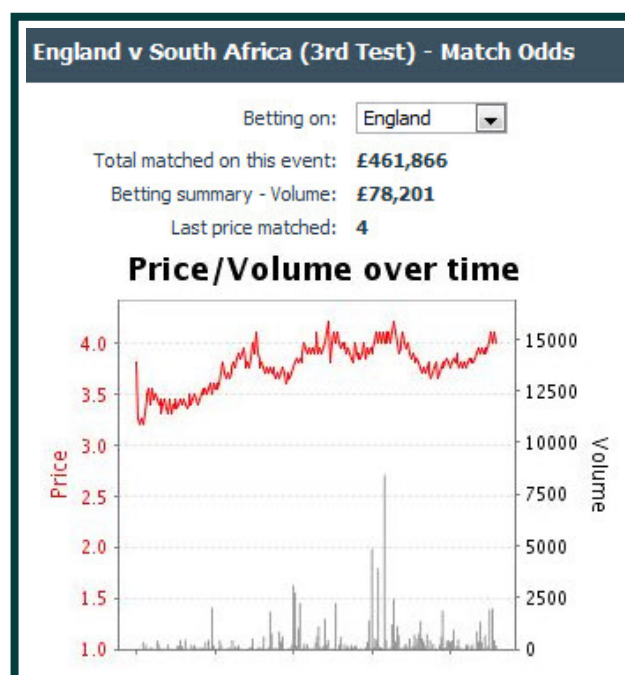 England v South Africa (3rd Test) - Match Odds
Betting on: England
Total matched on this event: £461,866
Betting summary - Volume: £78,201
Last price matched: 4
Price/Volume over time
4.0
3.5
3.0
2.5
2.0
1.5
1.0
Price
15000
12500
10000
7500
5000
2500
0
Volume